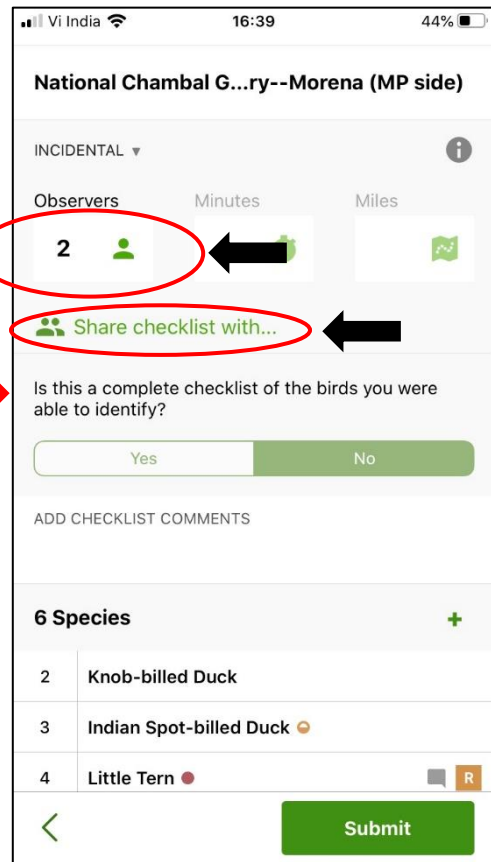 Vi India 16:39 44%
National Chambal G...ry--Morena (MP side)
INCIDENTAL ▼
Observers Minutes Miles
2
Share checklist with...
Is this a complete checklist of the birds you were
able to identify?
Yes No
ADD CHECKLIST COMMENTS
6 Species +
2 Knob-billed Duck
3 Indian Spot-billed Duck
4 Little Tern R
Submit